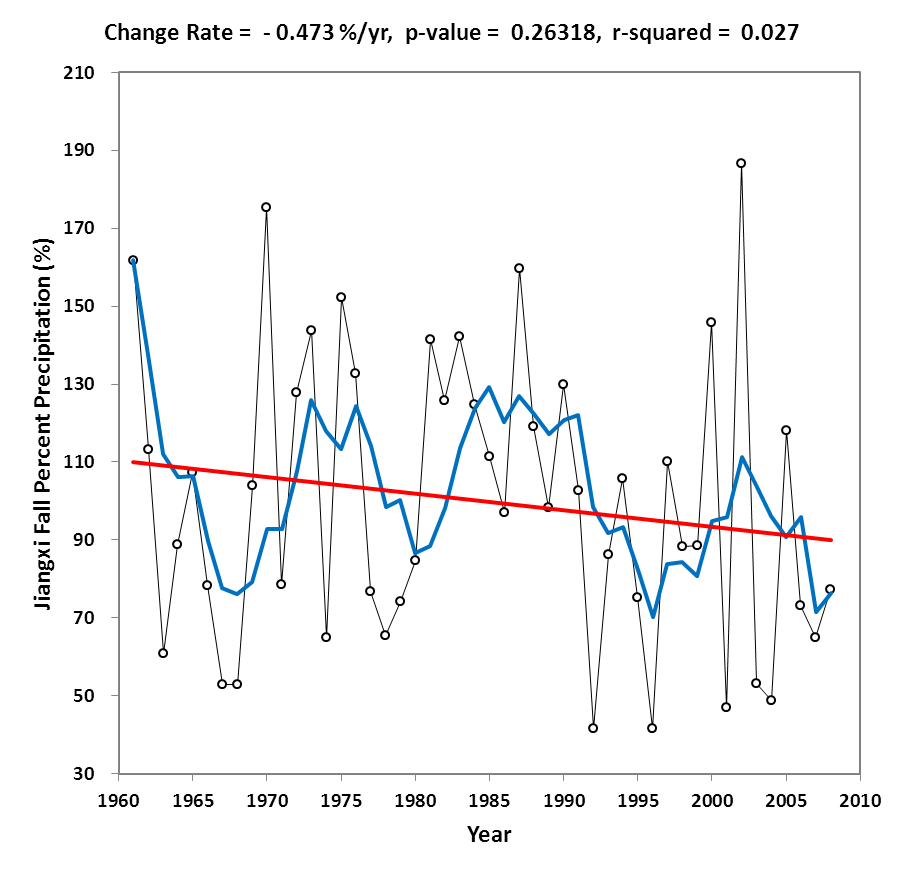 Change Rate = - 0.473 %/yr, p-value = 0.26318, r-squared = 0.027
210
190
170
150
130
110
90
70
50
30
Jiangxi Fall Percent Precipitation (%)
1960 1965 1970 1975 1980 1985 1990 1995 2000 2005 2010
Year